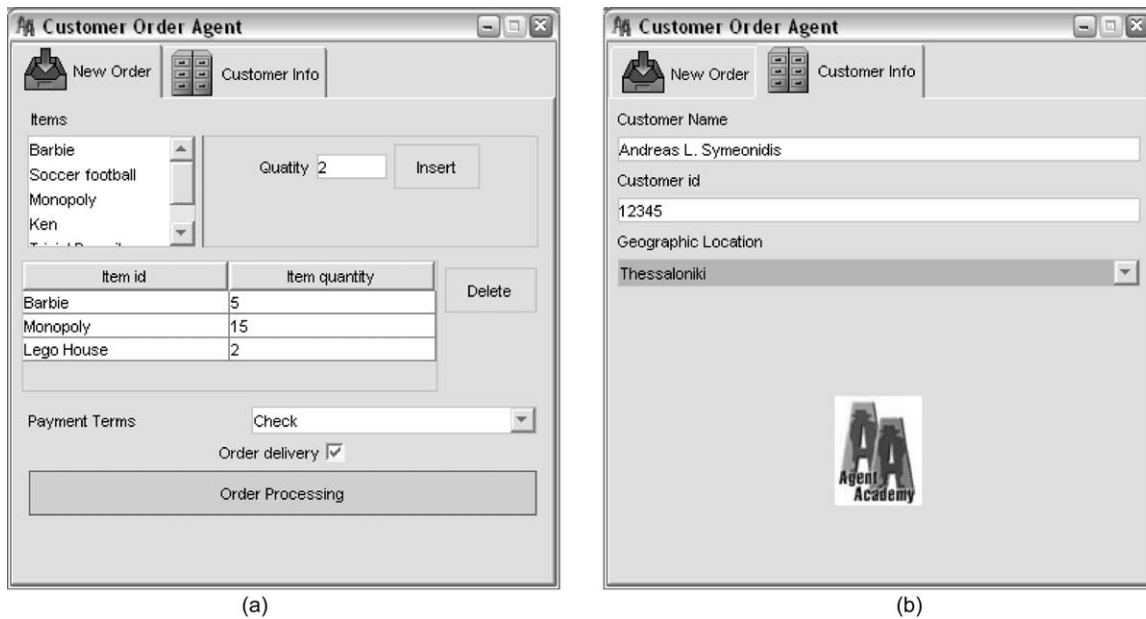 Customer Order Agent
New Order
Customer Info
Items
Barbie
Soccer football
Monopoly
Ken
Quatity 2
Insert
Item id Item quantity
Barbie 5
Monopoly 15
Lego House 2
Delete
Payment Terms Check
Order delivery
Order Processing
(a)
Customer Order Agent
New Order
Customer Info
Customer Name
Andreas L. Symeonidis
Customer id
12345
Geographic Location
Thessaloniki
Agent
Academy
(b)